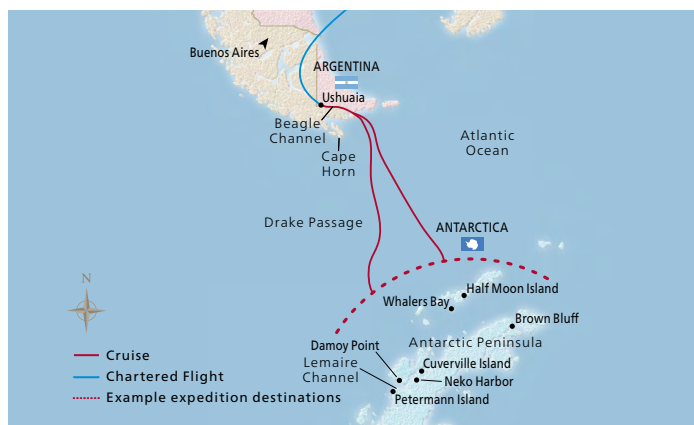 Buenos Aires
ARGENTINA
Ushuaia
Beagle
Channel
Cape
Horn
Atlantic
Ocean
Drake Passage
ANTARCTICA
N
Half Moon Island
Whalers Bay
Brown Bluff
Antarctic Peninsula
Damoy Point
Lemaire
Channel
Cuverville Island
Neko Harbor
Petermann Island
Cruise
Chartered Flight
Example expedition destinations